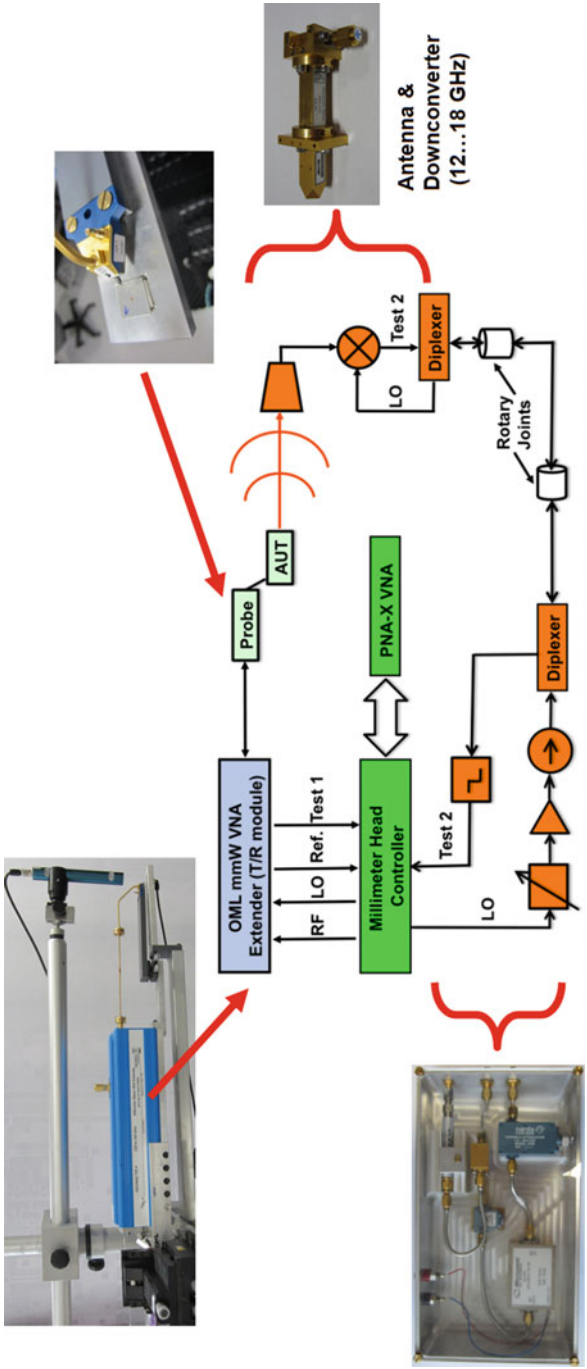 Antenna &
Downconverter
(12...18 GHz)
Probe
AUT
OML mmW VNA
Extender (T/R module)
PNA-X VNA
Millimeter Head
Controller
RF
LO
Ref.
Test 1
Test 2
LO
LO
Test 2
Diplexer
Diplexer
Rotary
Joints